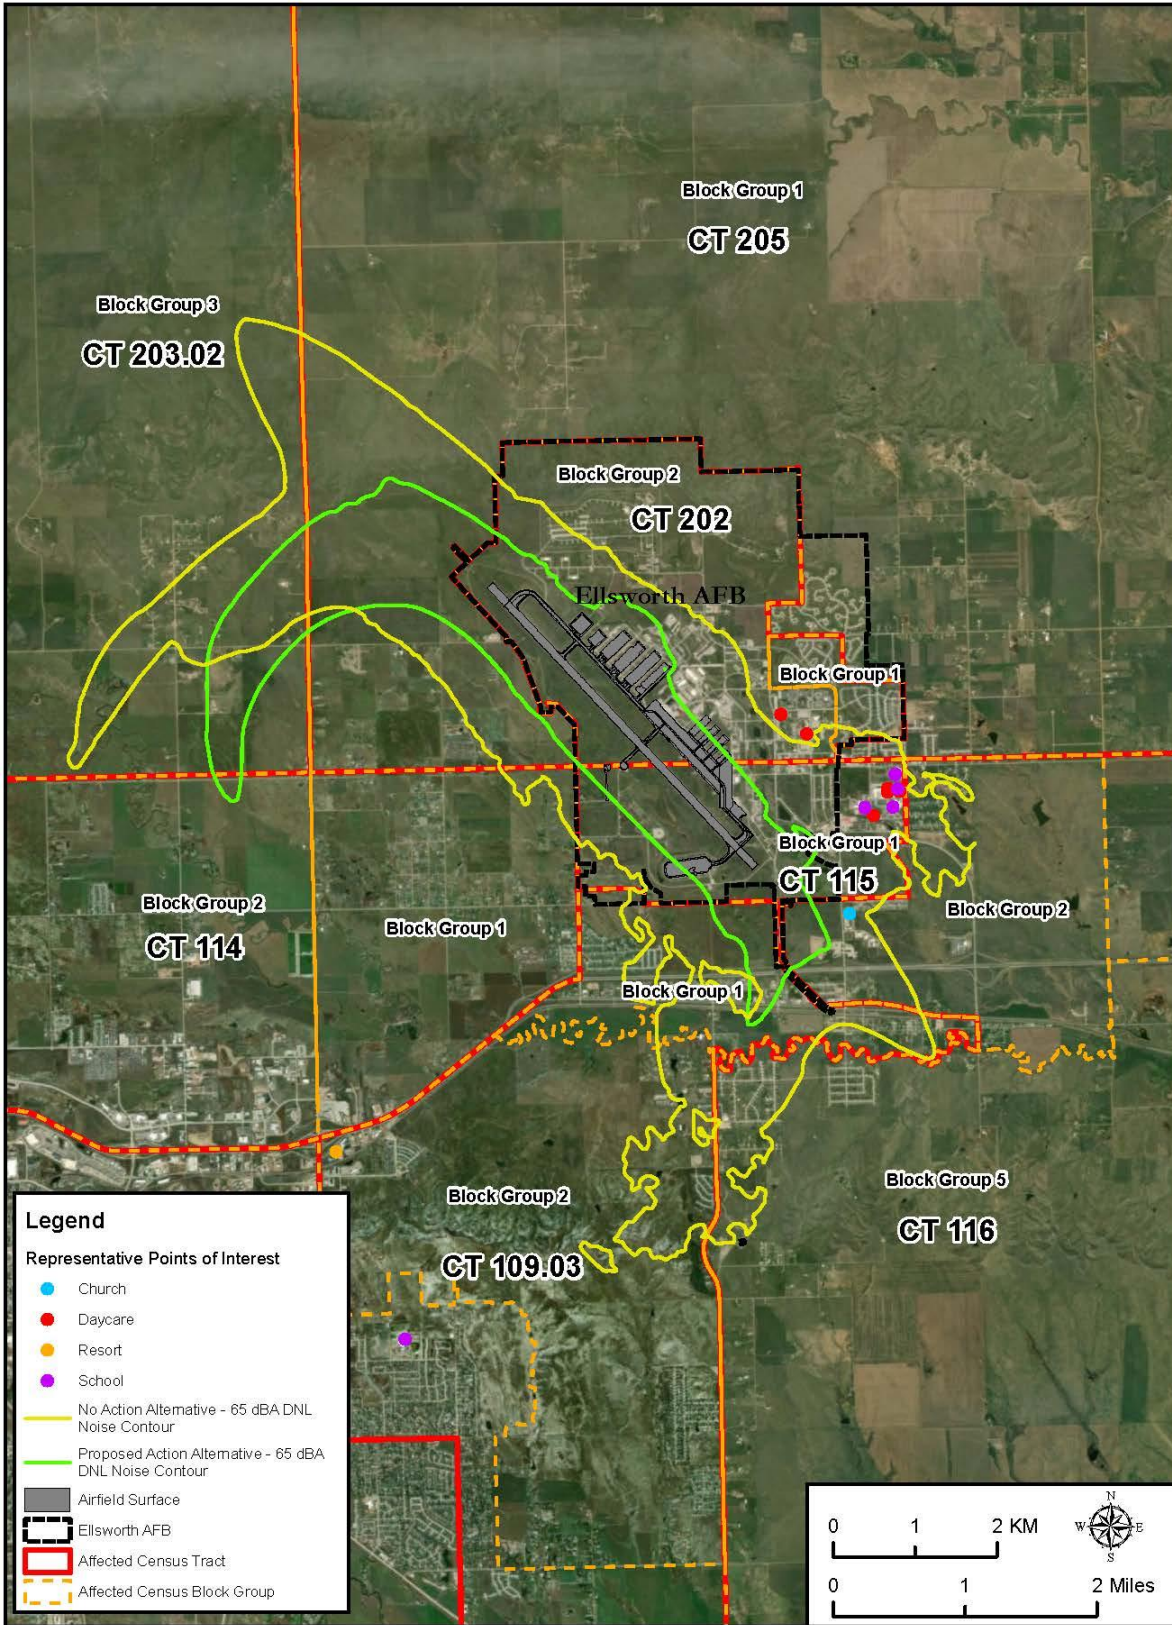 Block Group 1
CT 205
Block Group 3
CT 203.02
Block Group 2
CT 202
Ellsworth AFB
Block Group 1
Block Group 1
CT 115
Block Group 2
CT 114
Block Group 1
Block Group 2
Block Group 1
Block Group 2
CT 109.03
Block Group 5
CT 116
Legend
Representative Points of Interest
Church
Daycare
Resort
School
No Action Alternative - 65 dBA DNL
Noise Contour
Proposed Action Alternative - 65 dBA
DNL Noise Contour
Airfield Surface
Ellsworth AFB
Affected Census Tract
Affected Census Block Group
0 1 2 KM
0 1 2 Miles
N
W E
S